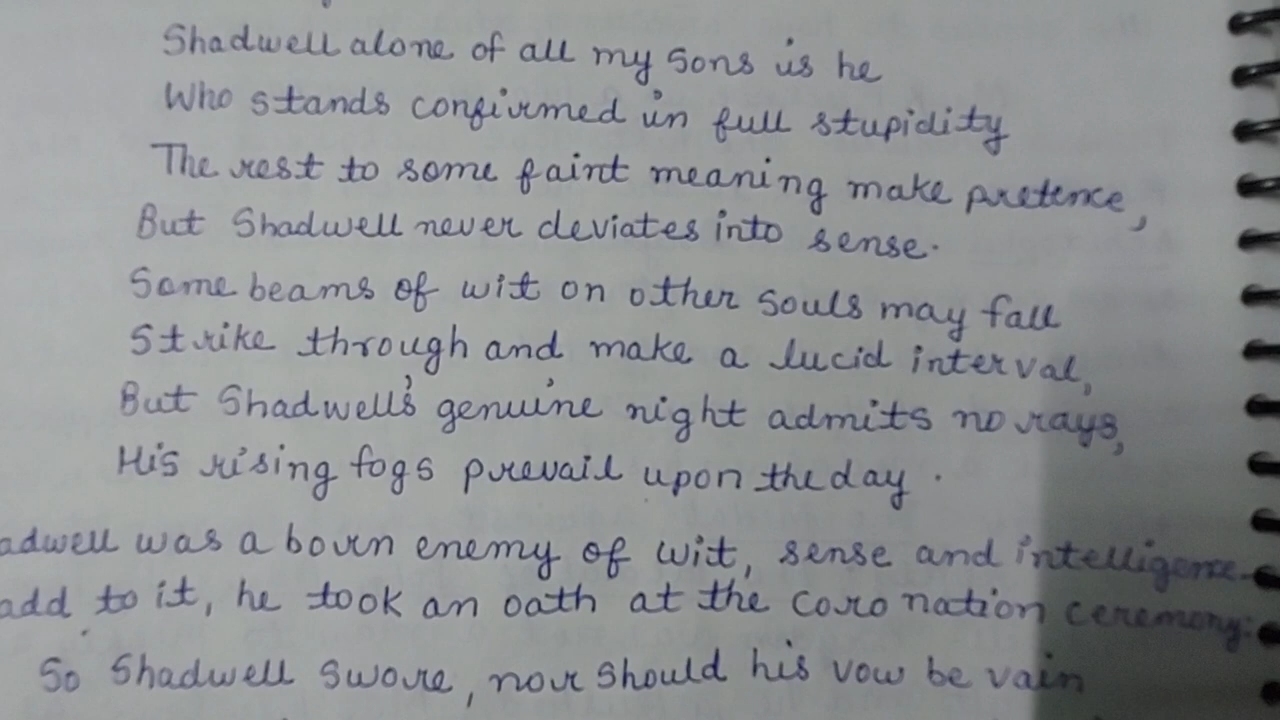 Shadwell alone of all my sons is he
Who stands confirmed in full stupidity
The rest to some faint meaning make pretence,
But Shadwell never deviates into sense.
Some beams of wit on other souls may fall
Strike through and make a lucid interval,
But Shadwell's genuine night admits no rays,
His rising fogs prevail upon the day.
adwell was a born enemy of wit, sense and intelligence.
add to it, he took an oath at the coronation ceremony:
So Shadwell swore, nor should his vow be vain